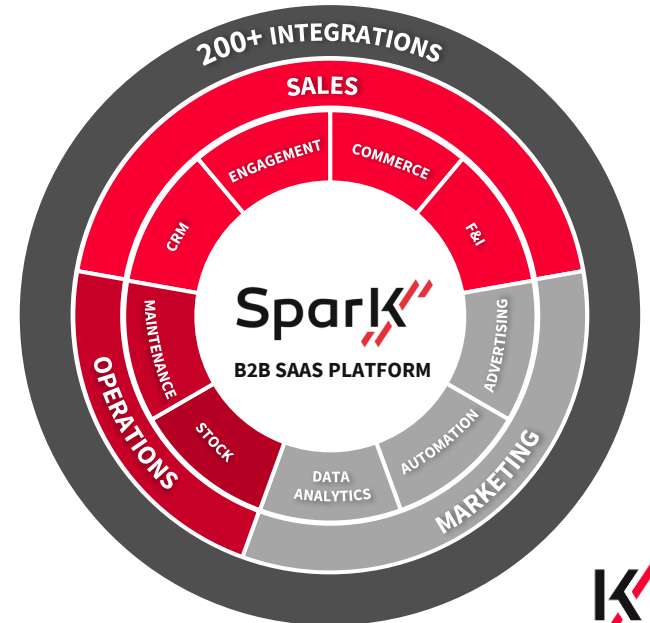 200+ INTEGRATIONS
SALES
ENGAGEMENT
COMMERCE
CRM
F&I
MAINTENANCE
ADVERTISING
Spark
B2B SAAS PLATFORM
OPERATIONS
STOCK
AUTOMATION
MARKETING
DATA
ANALYTICS
K